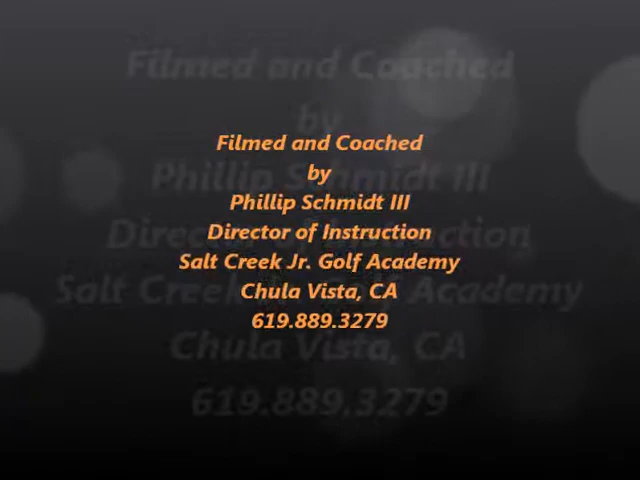 Filmed and Coached
by
Phillip Schmidt III
Director of Instruction
Salt Creek Jr. Golf Academy
Chula Vista, CA
619.889.3279